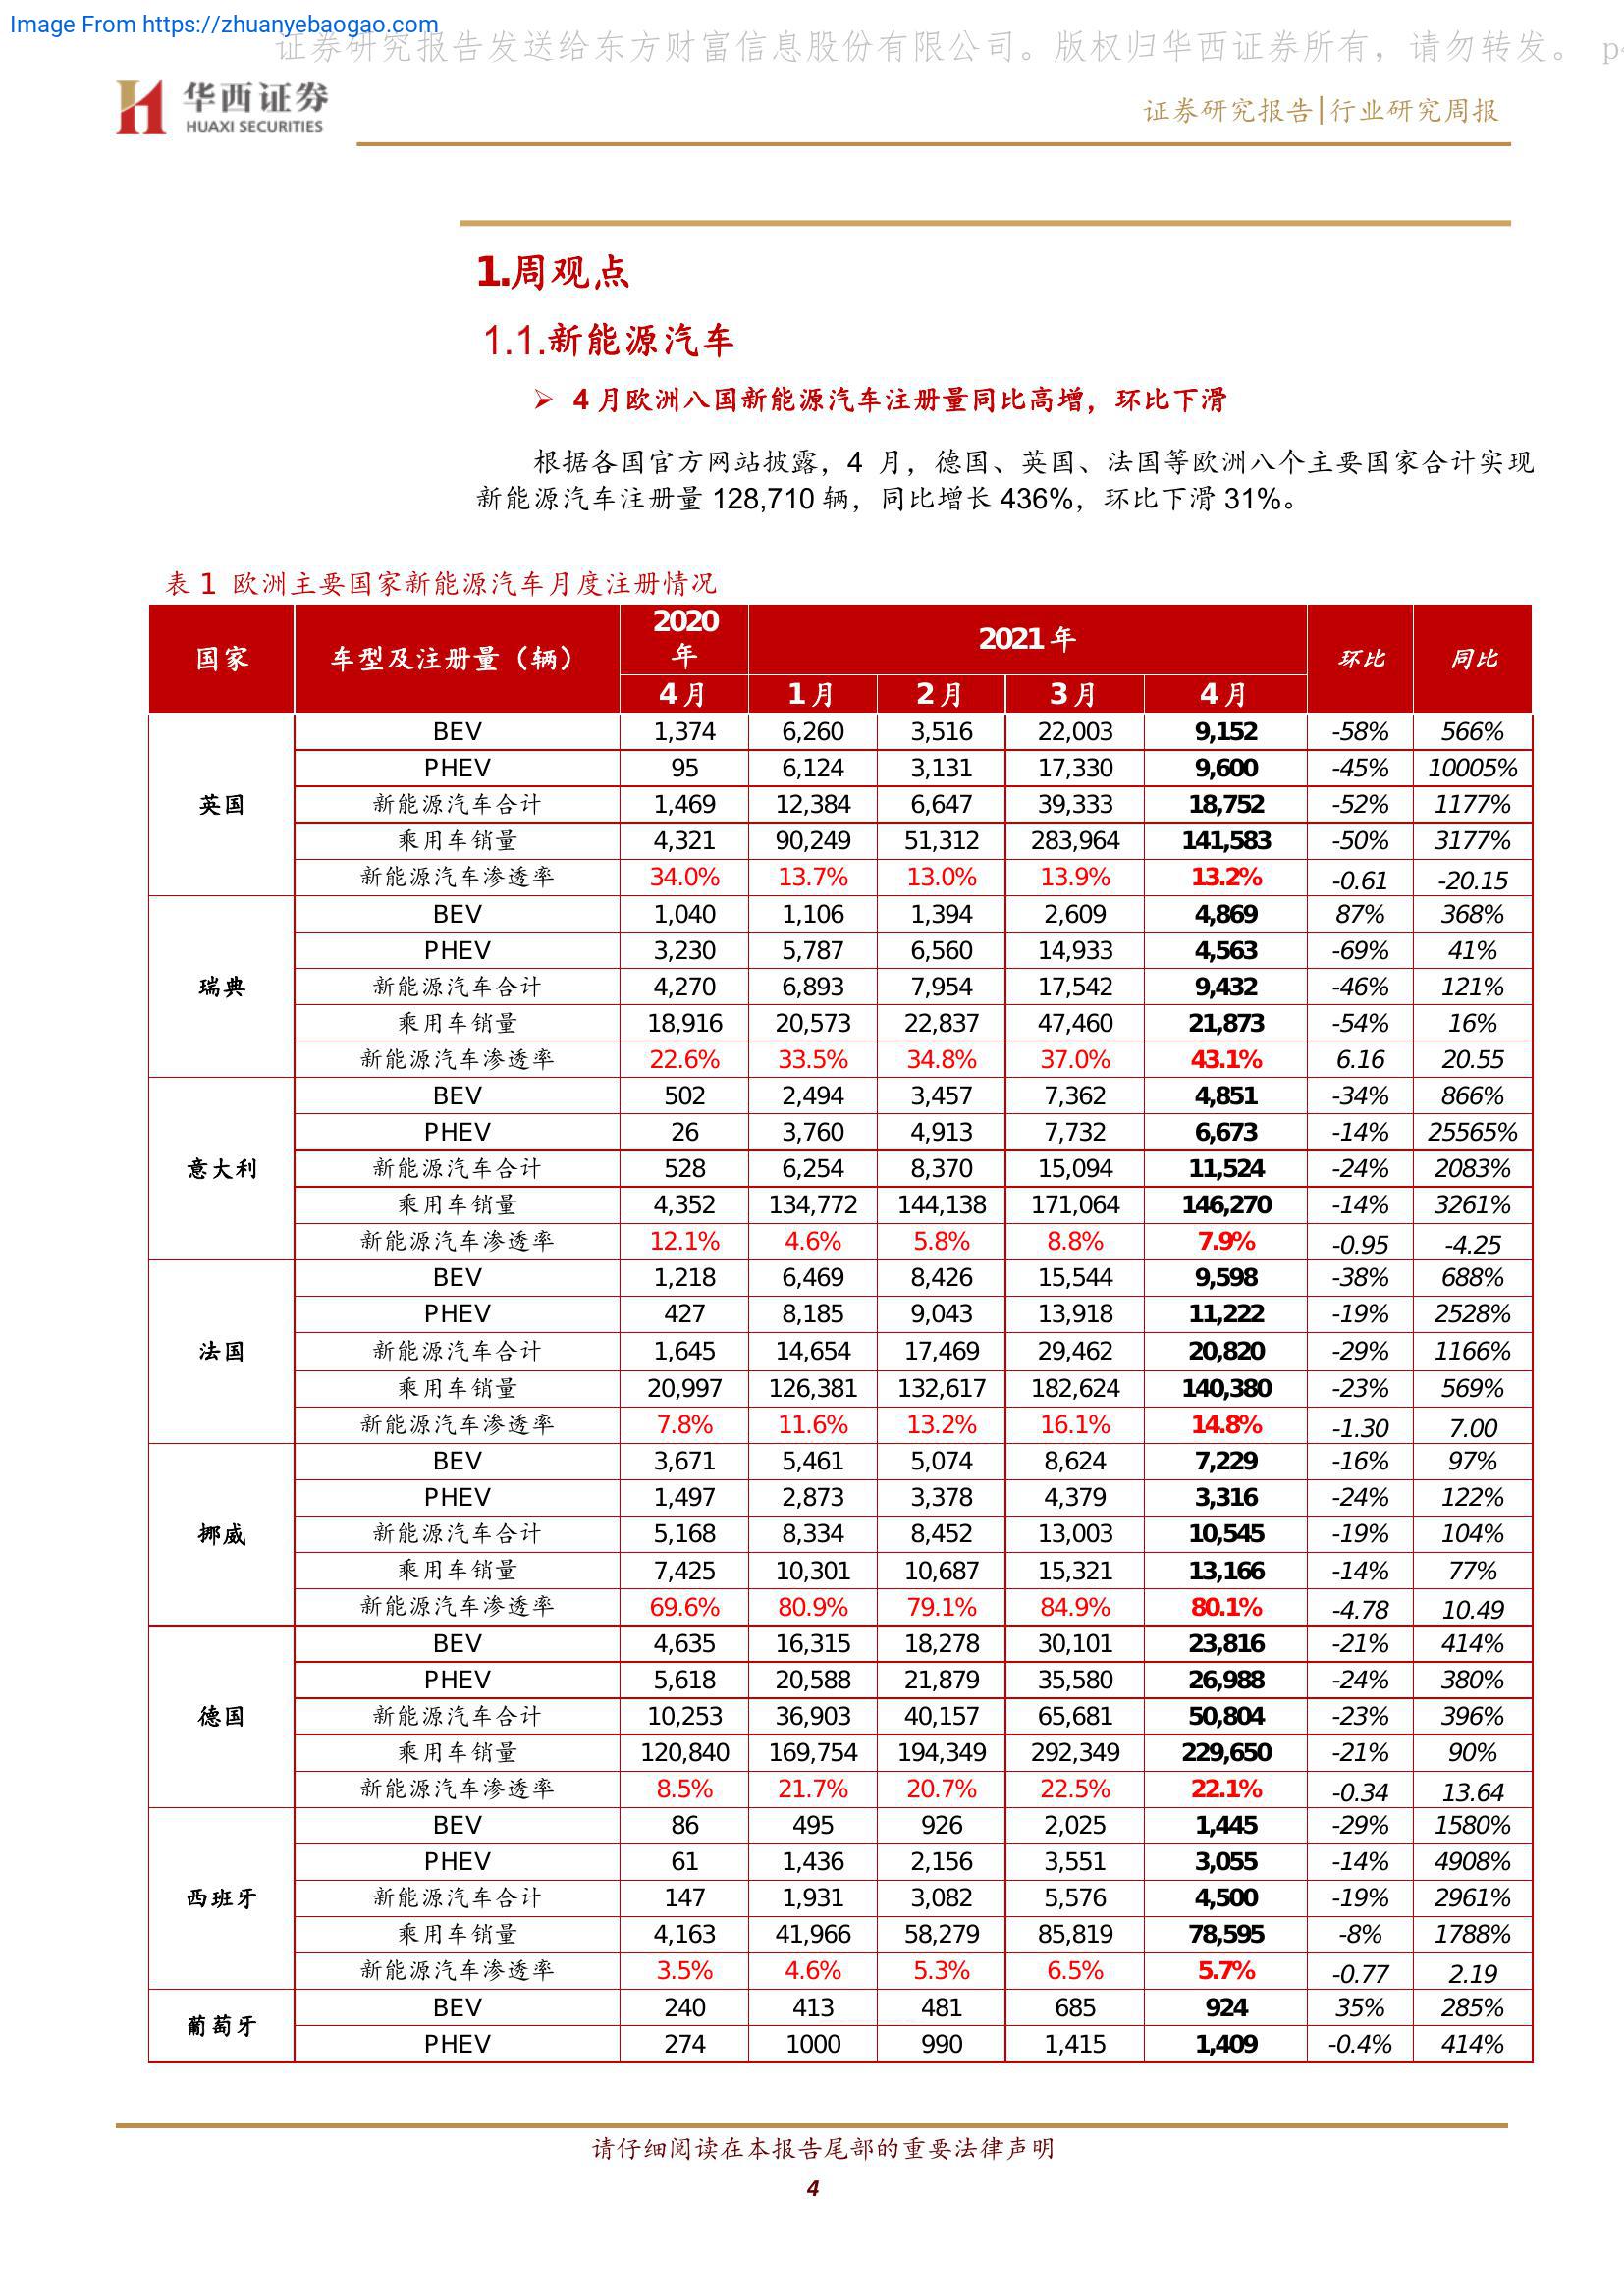 Image From https://zhuanyebaogao.com
证券研究报告发送给东方财富信息股份有限公司。版权归华西证券所有，请勿转发。 p
华西证券
HUAXI SECURITIES
证券研究报告|行业研究周报
1.周观点
1.1.新能源汽车
➢ 4 月欧洲八国新能源汽车注册量同比高增，环比下滑
根据各国官方网站披露，4 月，德国、英国、法国等欧洲八个主要国家合计实现
新能源汽车注册量 128,710 辆，同比增长 436%，环比下滑 31%。
表 1 欧洲主要国家新能源汽车月度注册情况
国家 车型及注册量（辆） 2020年 2021年 环比 同比
4月 1月 2月 3月 4月
英国
BEV 1,374 6,260 3,516 22,003 9,152 -58% 566%
PHEV 95 6,124 3,131 17,330 9,600 -45% 10005%
新能源汽车合计 1,469 12,384 6,647 39,333 18,752 -52% 1177%
乘用车销量 4,321 90,249 51,312 283,964 141,583 -50% 3177%
新能源汽车渗透率 34.0% 13.7% 13.0% 13.9% 13.2% -0.61 -20.15
瑞典
BEV 1,040 1,106 1,394 2,609 4,869 87% 368%
PHEV 3,230 5,787 6,560 14,933 4,563 -69% 41%
新能源汽车合计 4,270 6,893 7,954 17,542 9,432 -46% 121%
乘用车销量 18,916 20,573 22,837 47,460 21,873 -54% 16%
新能源汽车渗透率 22.6% 33.5% 34.8% 37.0% 43.1% 6.16 20.55
意大利
BEV 502 2,494 3,457 7,362 4,851 -34% 866%
PHEV 26 3,760 4,913 7,732 6,673 -14% 25565%
新能源汽车合计 528 6,254 8,370 15,094 11,524 -24% 2083%
乘用车销量 4,352 134,772 144,138 171,064 146,270 -14% 3261%
新能源汽车渗透率 12.1% 4.6% 5.8% 8.8% 7.9% -0.95 -4.25
法国
BEV 1,218 6,469 8,426 15,544 9,598 -38% 688%
PHEV 427 8,185 9,043 13,918 11,222 -19% 2528%
新能源汽车合计 1,645 14,654 17,469 29,462 20,820 -29% 1166%
乘用车销量 20,997 126,381 132,617 182,624 140,380 -23% 569%
新能源汽车渗透率 7.8% 11.6% 13.2% 16.1% 14.8% -1.30 7.00
挪威
BEV 3,671 5,461 5,074 8,624 7,229 -16% 97%
PHEV 1,497 2,873 3,378 4,379 3,316 -24% 122%
新能源汽车合计 5,168 8,334 8,452 13,003 10,545 -19% 104%
乘用车销量 7,425 10,301 10,687 15,321 13,166 -14% 77%
新能源汽车渗透率 69.6% 80.9% 79.1% 84.9% 80.1% -4.78 10.49
德国
BEV 4,635 16,315 18,278 30,101 23,816 -21% 414%
PHEV 5,618 20,588 21,879 35,580 26,988 -24% 380%
新能源汽车合计 10,253 36,903 40,157 65,681 50,804 -23% 396%
乘用车销量 120,840 169,754 194,349 292,349 229,650 -21% 90%
新能源汽车渗透率 8.5% 21.7% 20.7% 22.5% 22.1% -0.34 13.64
西班牙
BEV 86 495 926 2,025 1,445 -29% 1580%
PHEV 61 1,436 2,156 3,551 3,055 -14% 4908%
新能源汽车合计 147 1,931 3,082 5,576 4,500 -19% 2961%
乘用车销量 4,163 41,966 58,279 85,819 78,595 -8% 1788%
新能源汽车渗透率 3.5% 4.6% 5.3% 6.5% 5.7% -0.77 2.19
葡萄牙
BEV 240 413 481 685 924 35% 285%
PHEV 274 1000 990 1,415 1,409 -0.4% 414%
请仔细阅读在本报告尾部的重要法律声明
4